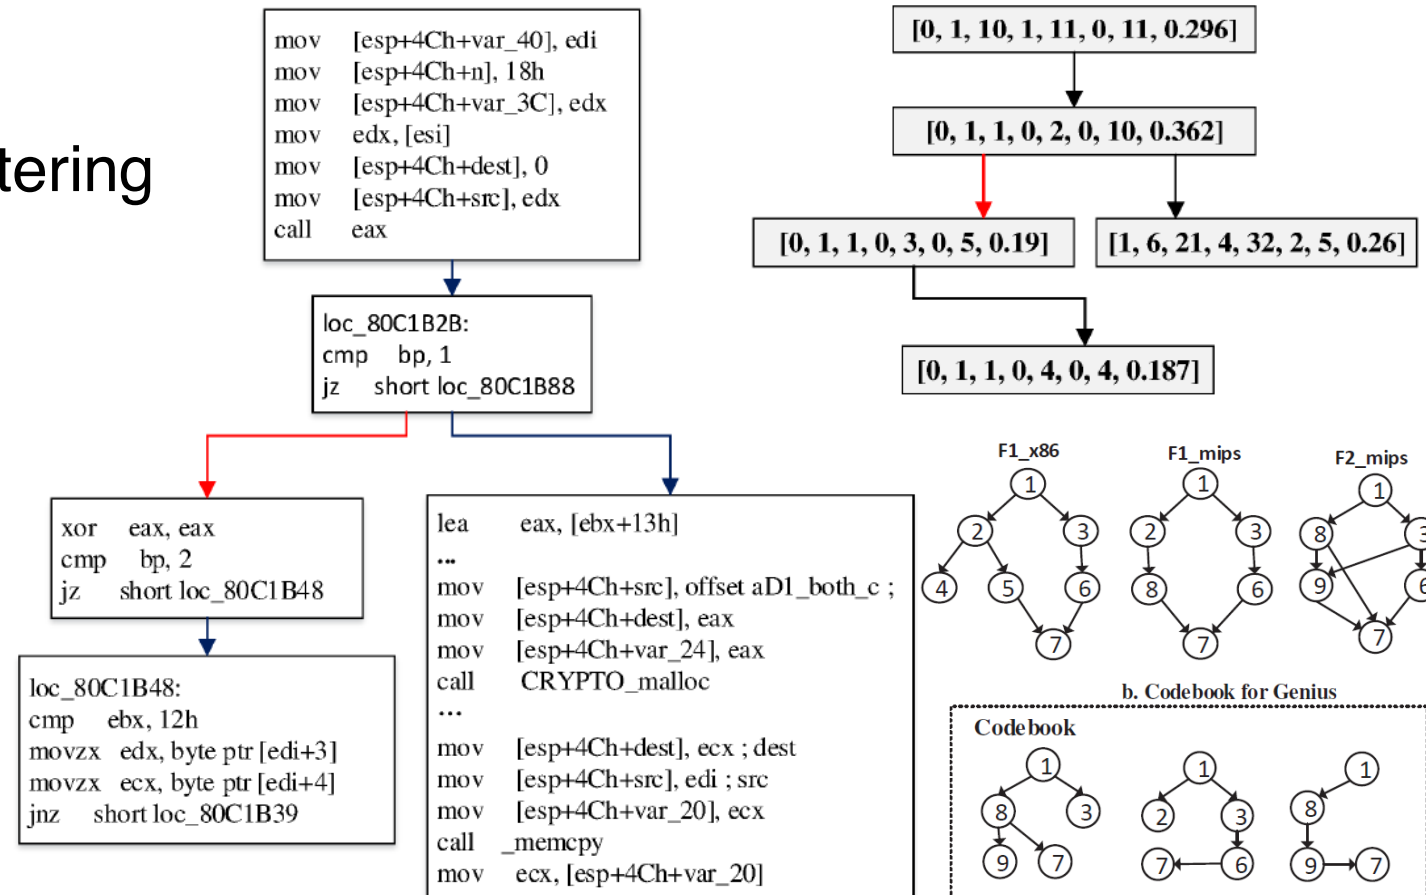 tering
mov [esp+4Ch+var_40], edi
mov [esp+4Ch+n], 18h
mov [esp+4Ch+var_3C], edx
mov edx, [esi]
mov [esp+4Ch+dest], 0
mov [esp+4Ch+src], edx
call eax
loc_80C1B2B:
cmp bp, 1
jz short loc_80C1B88
xor eax, eax
cmp bp, 2
jz short loc_80C1B48
loc_80C1B48:
cmp ebx, 12h
movzx edx, byte ptr [edi+3]
movzx ecx, byte ptr [edi+4]
jnz short loc_80C1B39
lea eax, [ebx+13h]
...
mov [esp+4Ch+src], offset aD1_both_c ;
mov [esp+4Ch+dest], eax
mov [esp+4Ch+var_24], eax
call CRYPTO_malloc
...
mov [esp+4Ch+dest], ecx ; dest
mov [esp+4Ch+src], edi ; src
mov [esp+4Ch+var_20], ecx
call _memcpy
mov ecx, [esp+4Ch+var_20]
[0, 1, 10, 1, 11, 0, 11, 0.296]
[0, 1, 1, 0, 2, 0, 10, 0.362]
[0, 1, 1, 0, 3, 0, 5, 0.19]
[1, 6, 21, 4, 32, 2, 5, 0.26]
[0, 1, 1, 0, 4, 0, 4, 0.187]
F1_x86
1
2 3
4 5 6
7
F1_mips
1
2 3
8 6
7
F2_mips
1
8 3
9 6
7
b. Codebook for Genius
Codebook
1
8 3
9 7
1
2 3
7 6
1
8
9 7